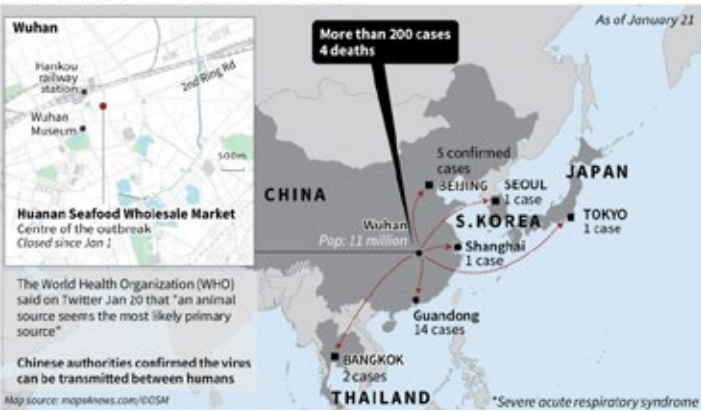 Wuhan
Hankou
railway
station
2nd Ring Rd
Wuhan
Museum
500m
Huanan Seafood Wholesale Market
Centre of the outbreak
Closed since Jan 1
The World Health Organization (WHO)
said on Twitter Jan 20 that "an animal
source seems the most likely primary
source"
Chinese authorities confirmed the virus
can be transmitted between humans
Map source: maps4news.com/©OSM
More than 200 cases
4 deaths
As of January 21
CHINA
5 confirmed
cases
BEIJING
SEOUL
1 case
S.KOREA
JAPAN
TOKYO
1 case
Wuhan
Pop: 11 million
Shanghai
1 case
Guandong
14 cases
BANGKOK
2 cases
THAILAND
*Severe acute respiratory syndrome